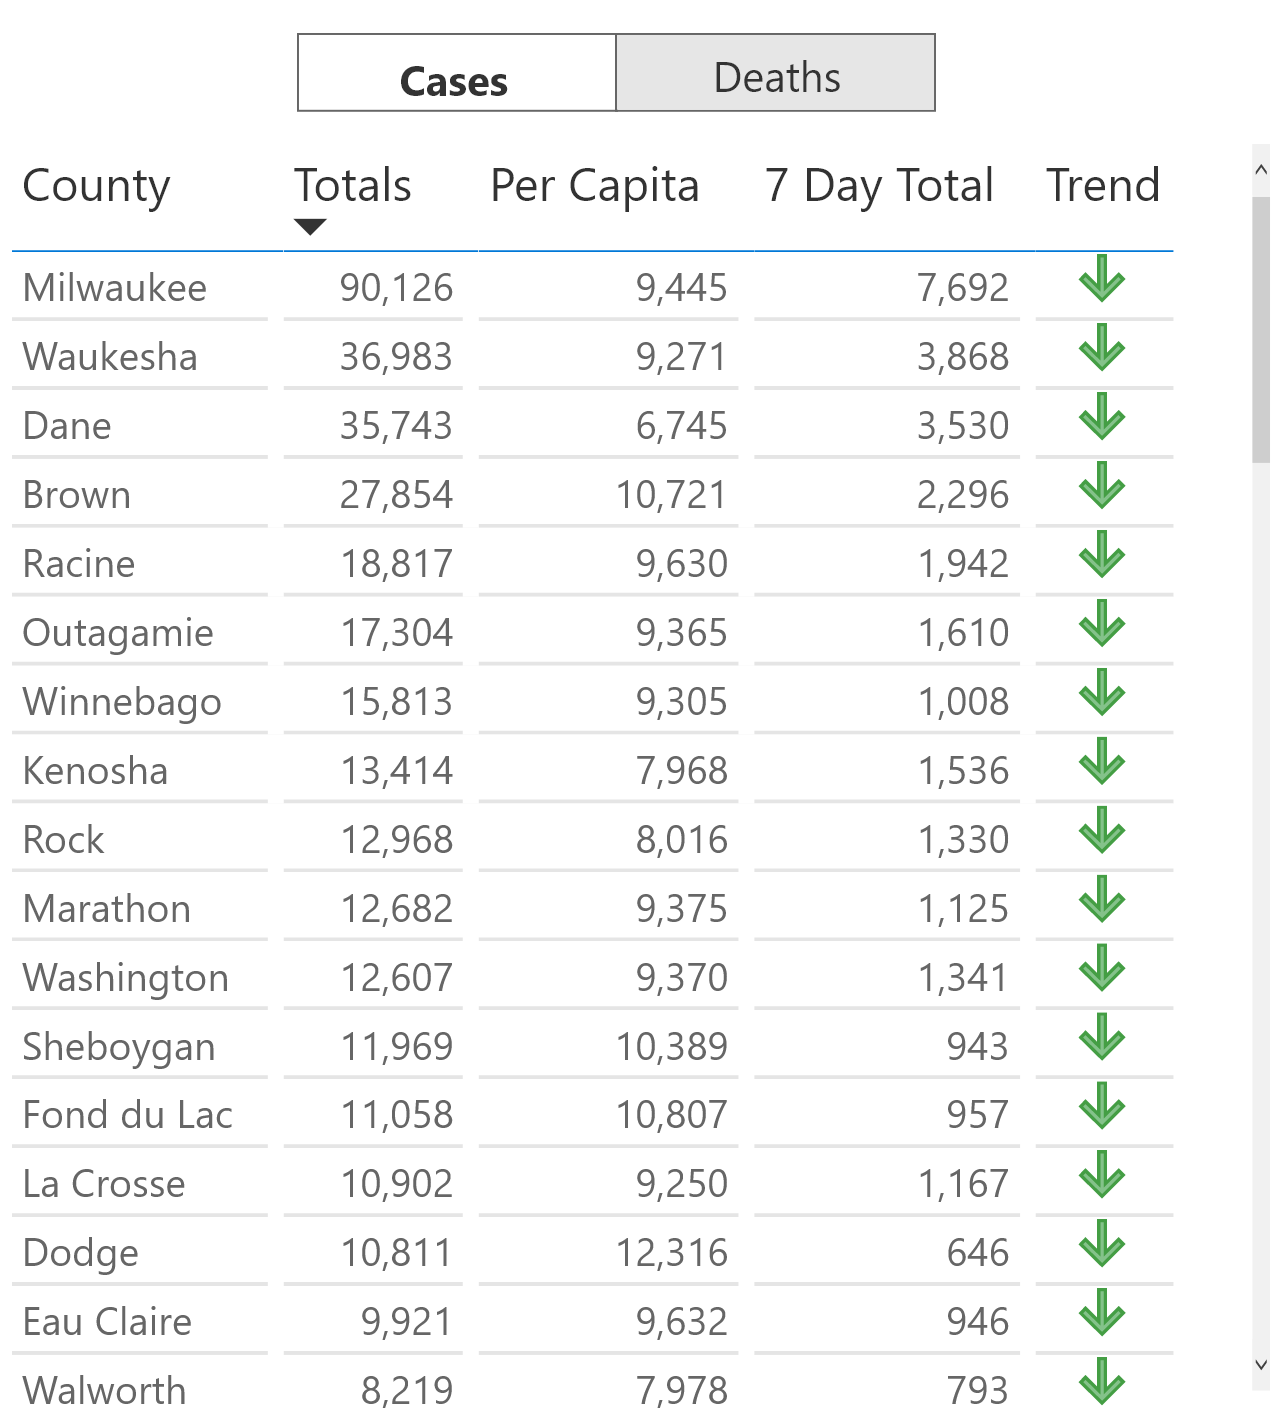 Cases Deaths
County Totals Per Capita 7 Day Total Trend
Milwaukee 90,126 9,445 7,692
Waukesha 36,983 9,271 3,868
Dane 35,743 6,745 3,530
Brown 27,854 10,721 2,296
Racine 18,817 9,630 1,942
Outagamie 17,304 9,365 1,610
Winnebago 15,813 9,305 1,008
Kenosha 13,414 7,968 1,536
Rock 12,968 8,016 1,330
Marathon 12,682 9,375 1,125
Washington 12,607 9,370 1,341
Sheboygan 11,969 10,389 943
Fond du Lac 11,058 10,807 957
La Crosse 10,902 9,250 1,167
Dodge 10,811 12,316 646
Eau Claire 9,921 9,632 946
Walworth 8,219 7,978 793